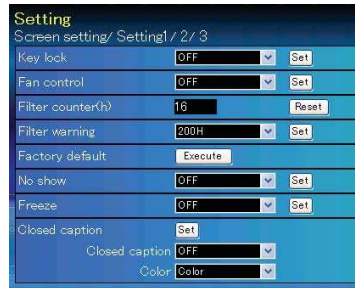 Setting
Screen setting/ Setting1/ 2/ 3
Key lock OFF Set
Fan control OFF Set
Filter counter(h) 16 Reset
Filter warning 200H Set
Factory default Execute
No show OFF Set
Freeze OFF Set
Closed caption Set
Closed caption OFF
Color Color